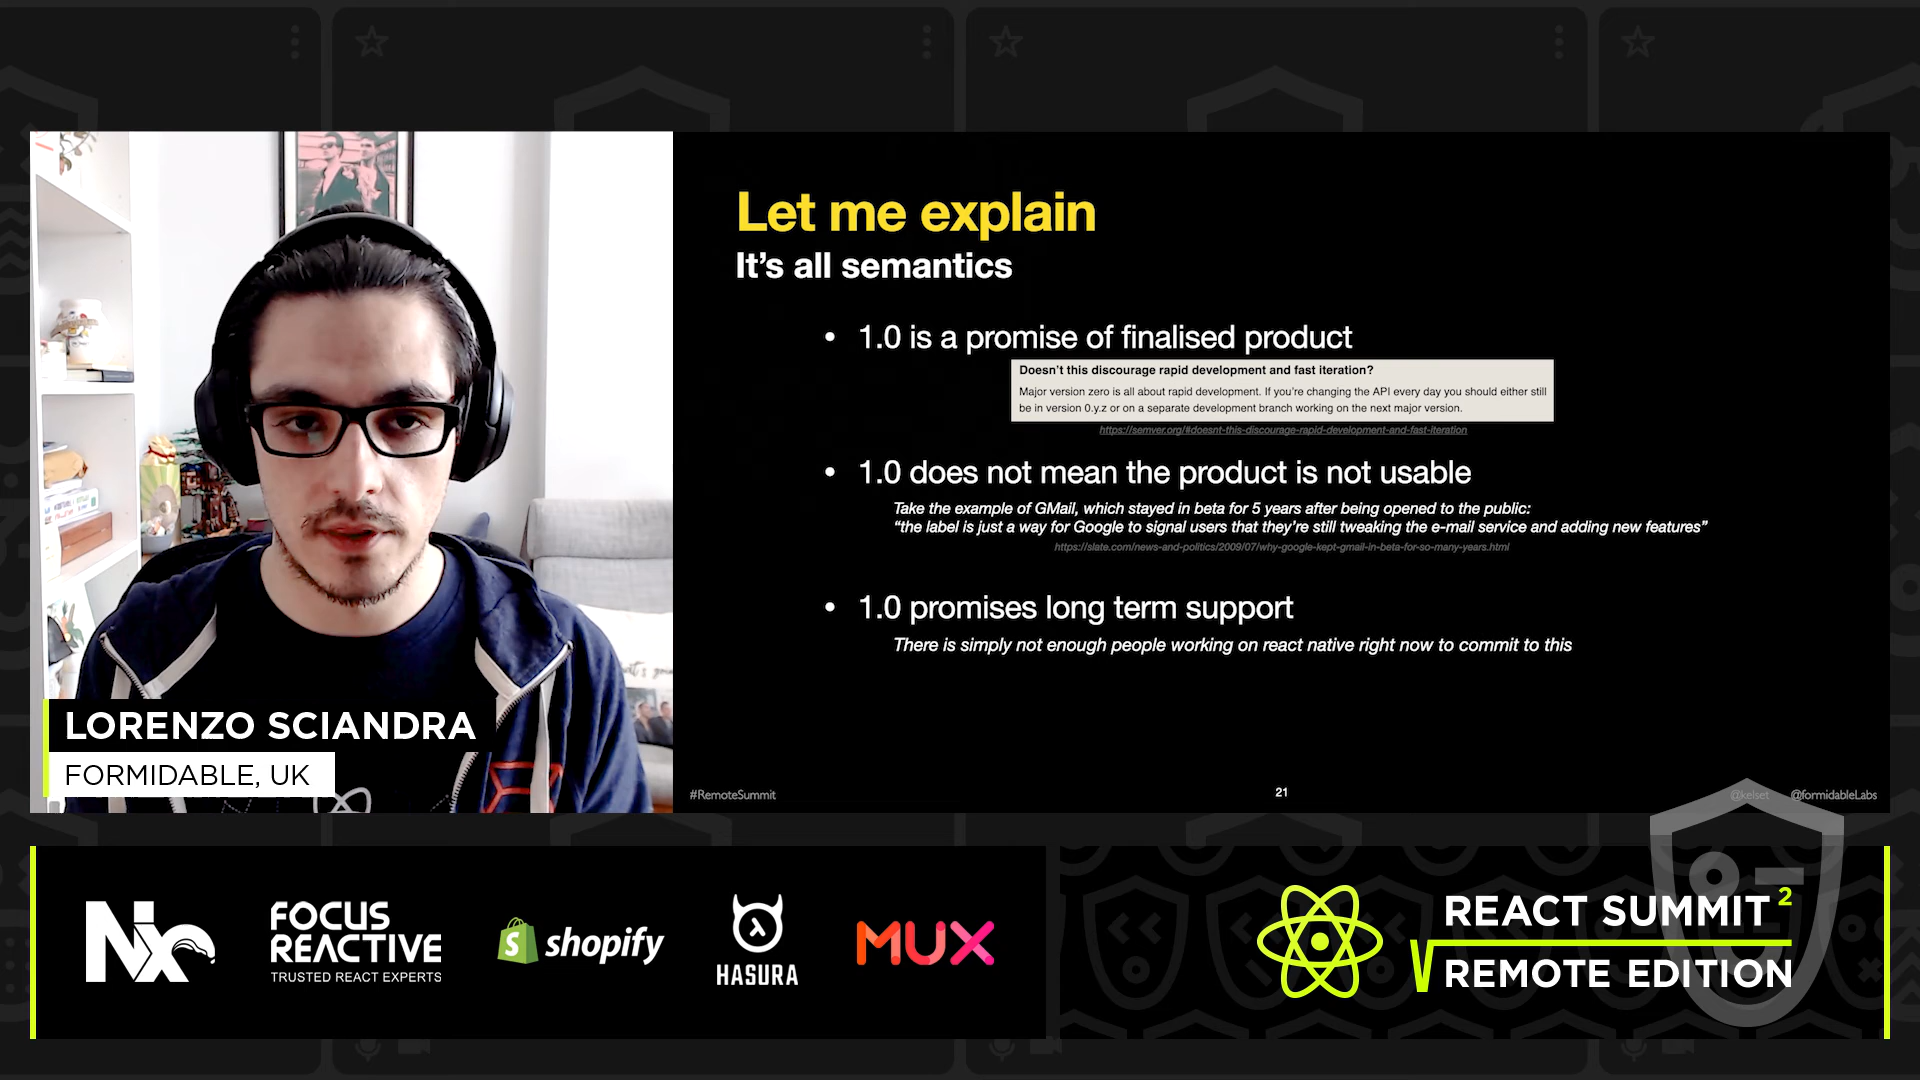 Let me explain
It's all semantics
• 1.0 is a promise of finalised product
Doesn't this discourage rapid development and fast iteration?
Major version zero is all about rapid development. If you're changing the API every day you should either still
be in version 0.y.z or on a separate development branch working on the next major version.
https://semver.org/#doesnt-this-discourage-rapid-development-and-fast-iteration
• 1.0 does not mean the product is not usable
Take the example of GMail, which stayed in beta for 5 years after being opened to the public:
“the label is just a way for Google to signal users that they're still tweaking the e-mail service and adding new features”
https://slate.com/news-and-politics/2009/07/why-google-kept-gmail-in-beta-for-so-many-years.html
• 1.0 promises long term support
There is simply not enough people working on react native right now to commit to this
LORENZO SCIANDRA
FORMIDABLE, UK
#RemoteSummit
21
@kelset @formidableLabs
Nx
FOCUS
REACTIVE
TRUSTED REACT EXPERTS
shopify
HASURA
MUX
REACT SUMMIT 2
REMOTE EDITION